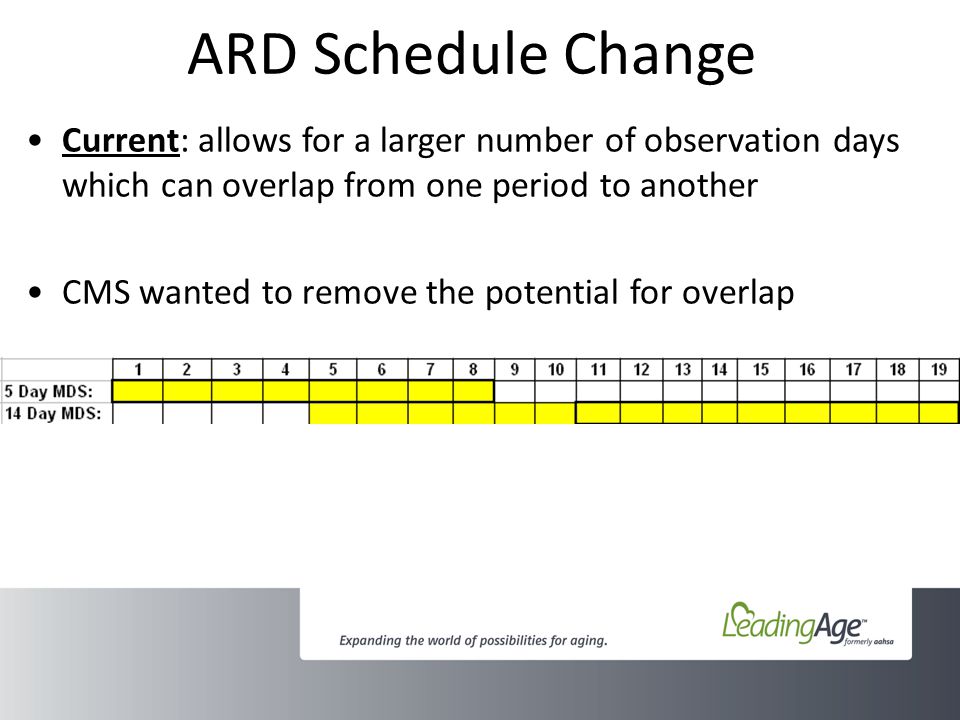 ARD Schedule Change
• Current: allows for a larger number of observation days
which can overlap from one period to another
• CMS wanted to remove the potential for overlap
1 2 3 4 5 6 7 8 9 10 11 12 13 14 15 16 17 18 19
5 Day MDS:
14 Day MDS:
Expanding the world of possibilities for aging.
LeadingAge™
formerly aahsa